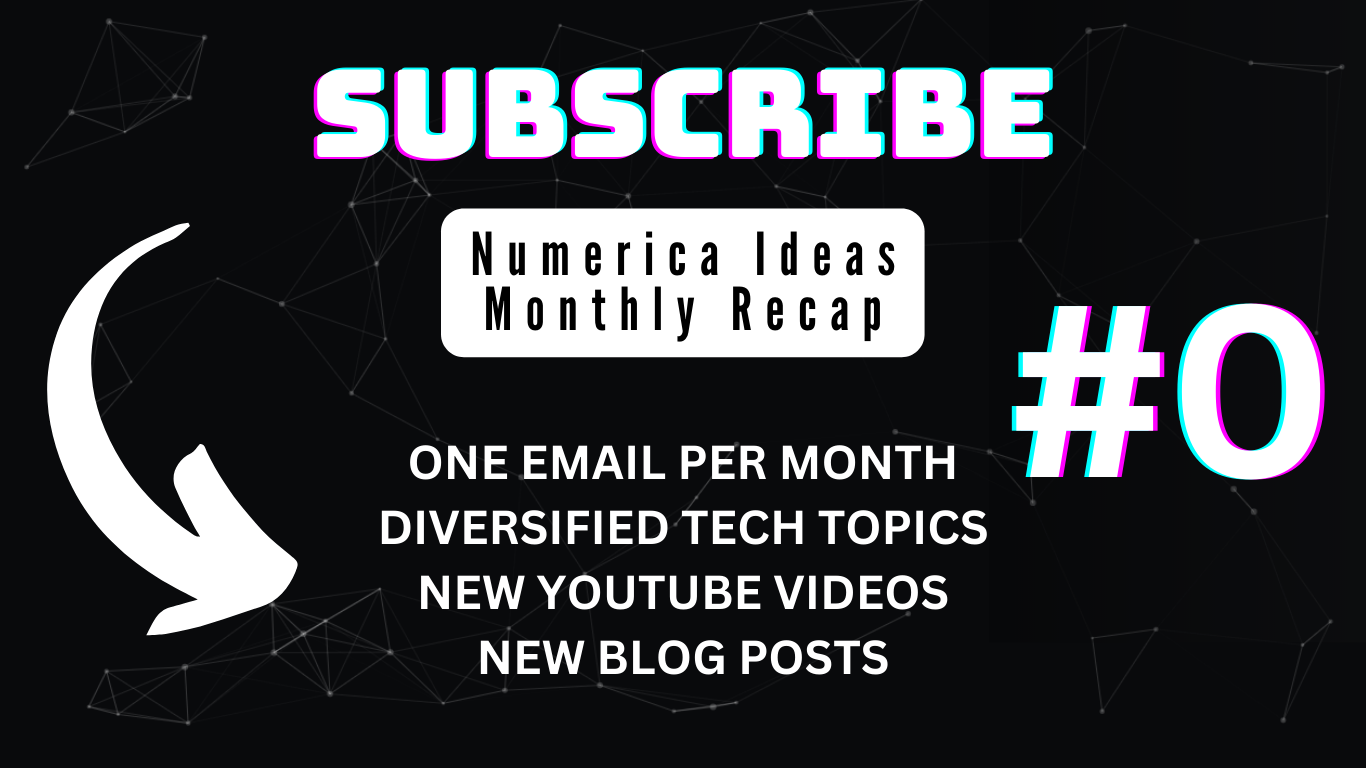 SUBSCRIBE
Numerica Ideas
Monthly Recap
#0
ONE EMAIL PER MONTH
DIVERSIFIED TECH TOPICS
NEW YOUTUBE VIDEOS
NEW BLOG POSTS